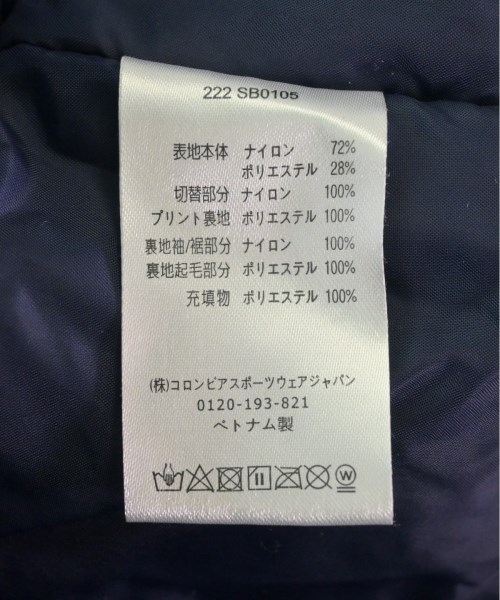 222 SB0105
表地本体 ナイロン 72%
ポリエステル 28%
切替部分 ナイロン 100%
プリント裏地 ポリエステル 100%
裏地袖/裾部分 ナイロン 100%
裏地起毛部分 ポリエステル 100%
充填物 ポリエステル 100%
(株)コロンビアスポーツウェアジャパン
0120-193-821
ベトナム製
W